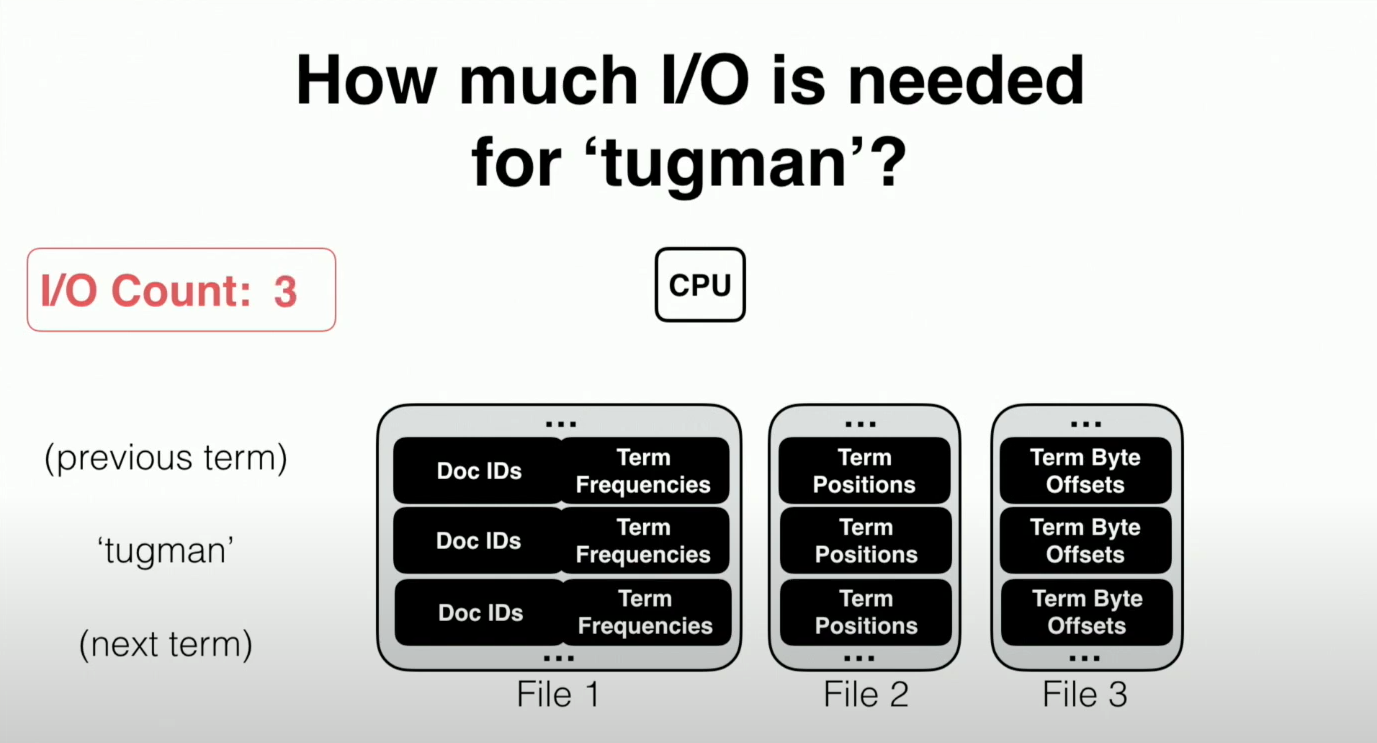 How much I/O is needed
for ‘tugman’?
I/O Count: 3
CPU
(previous term)
‘tugman’
(next term)
...
Doc IDs
Term
Frequencies
Doc IDs
Term
Frequencies
Doc IDs
Term
Frequencies
...
File 1
...
Term
Positions
Term
Positions
Term
Positions
...
File 2
...
Term Byte
Offsets
Term Byte
Offsets
Term Byte
Offsets
...
File 3